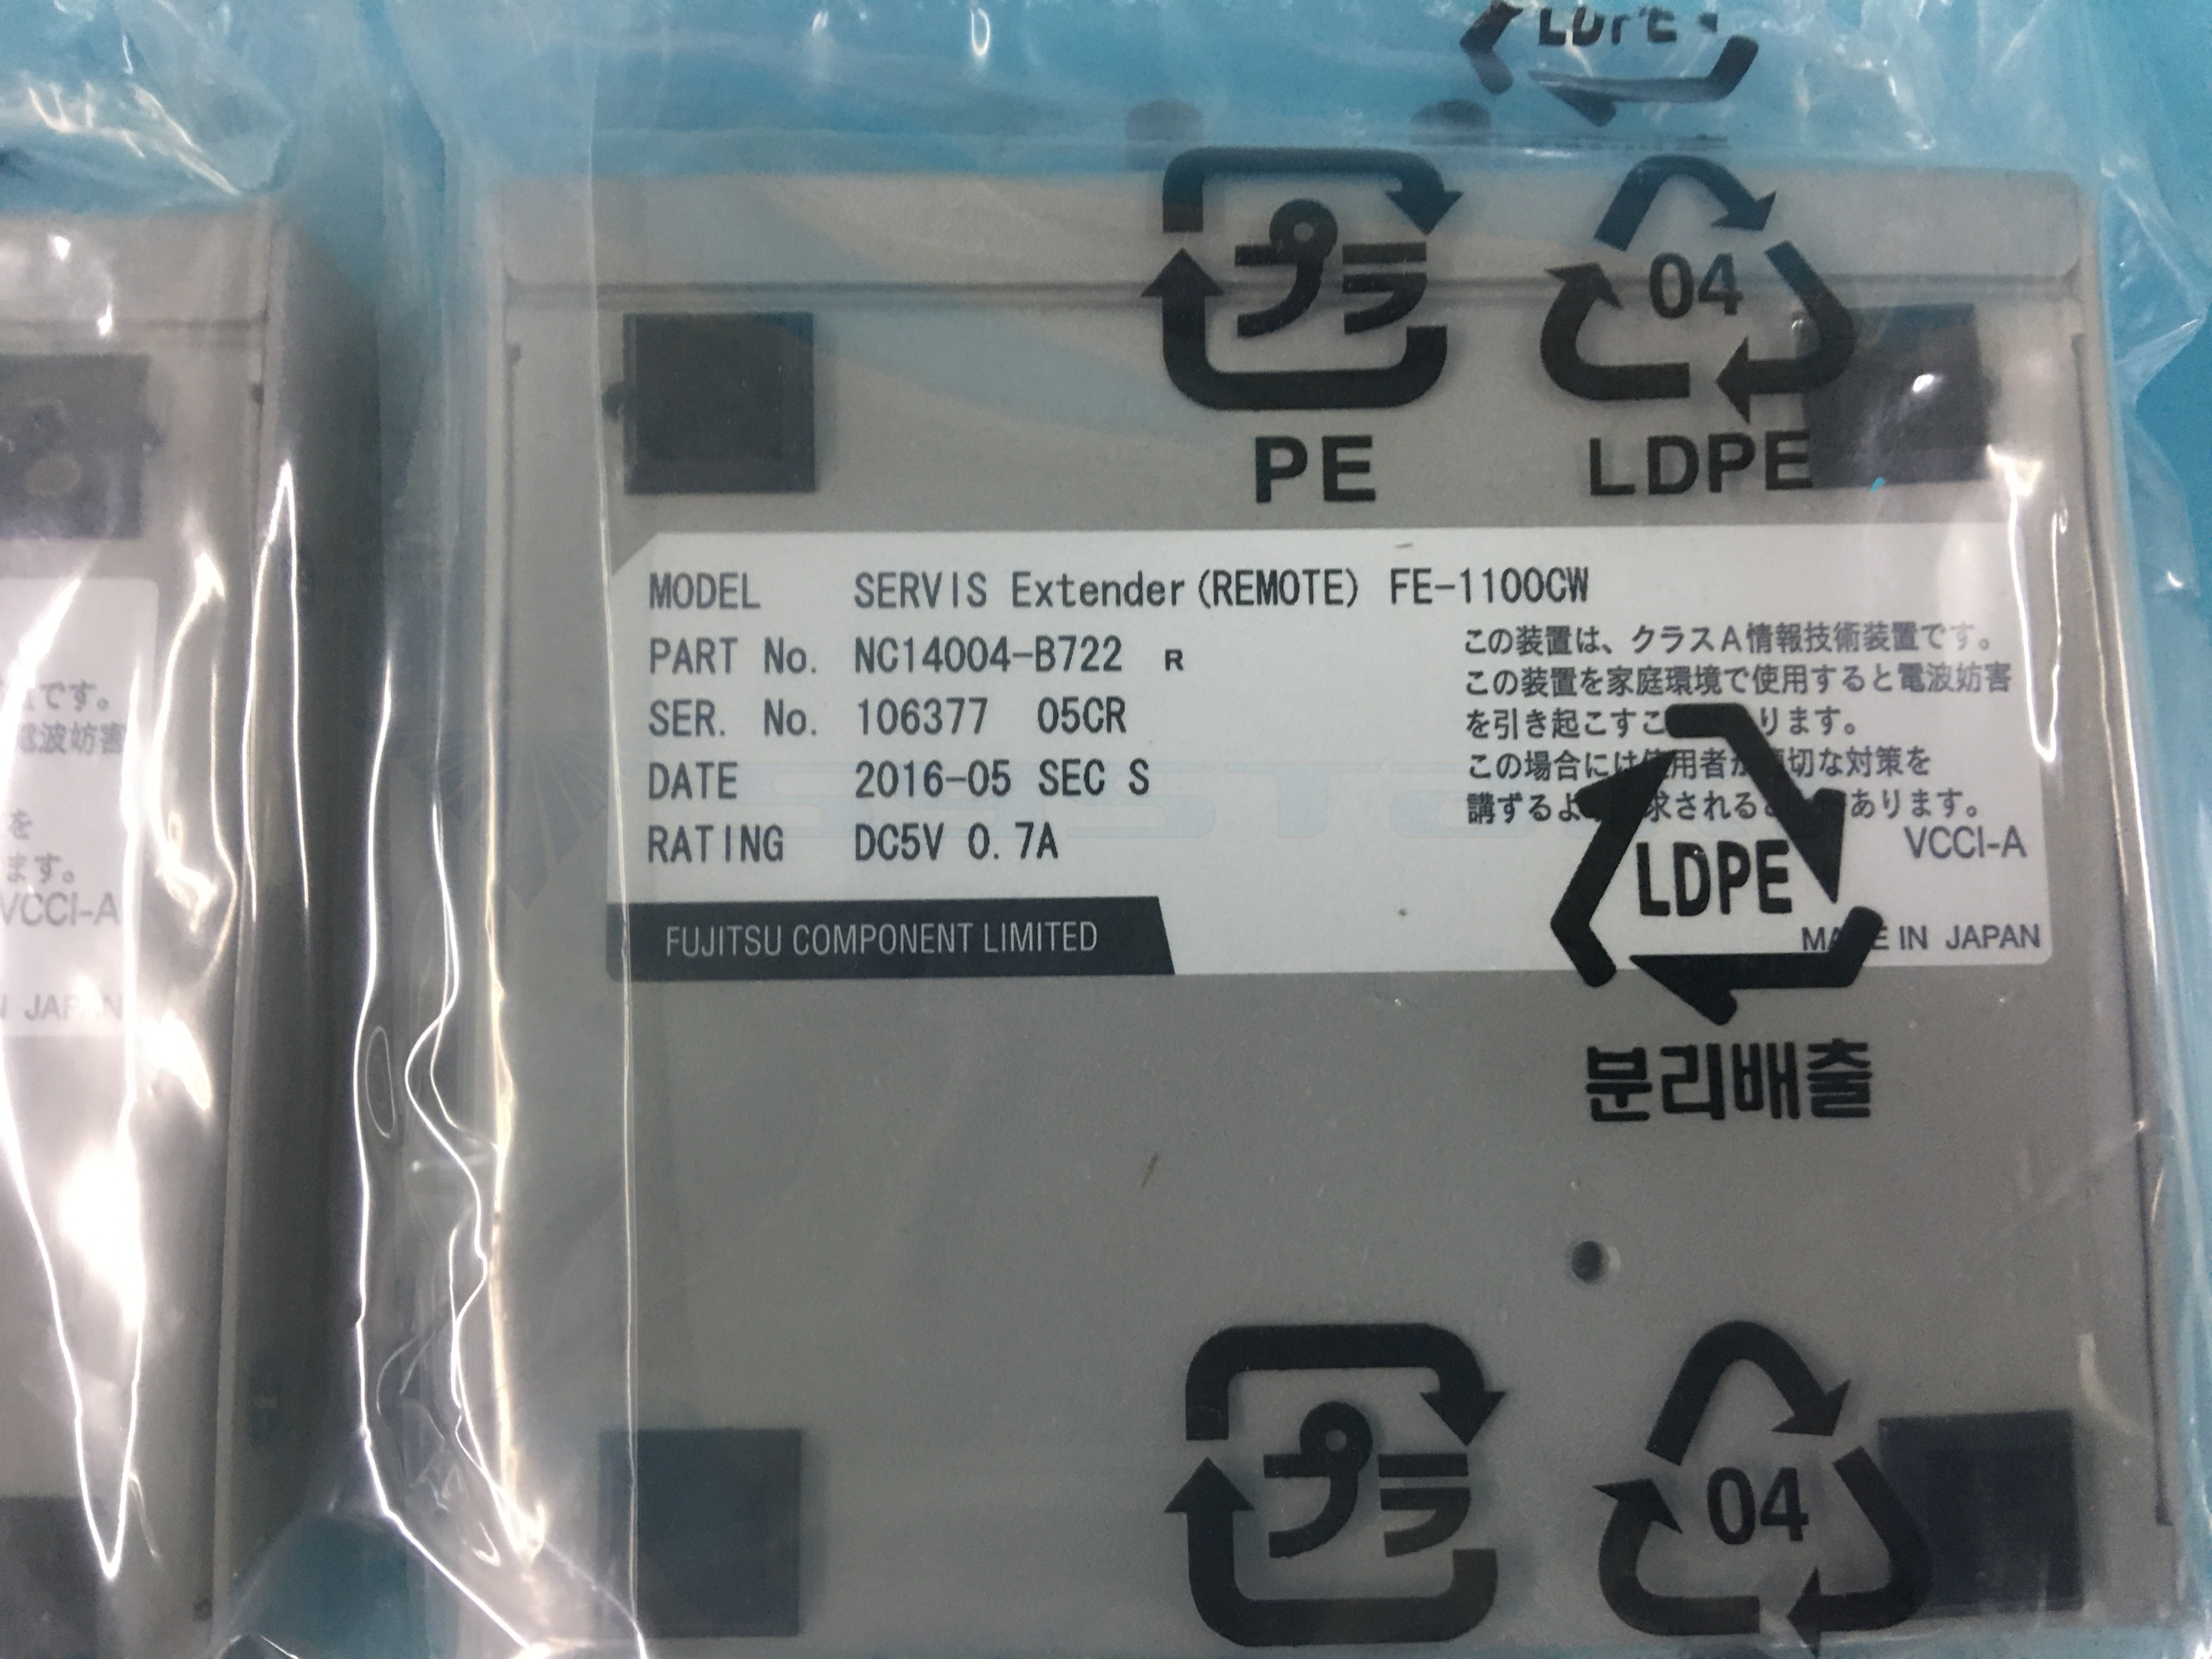 LDPE
プラ
04
PE
LDPE
MODEL SERVIS Extender(REMOTE) FE-1100CW
PART No. NC14004-B722 R
SER. No. 106377 05CR
DATE 2016-05 SEC S
RATING DC5V 0.7A
FUJITSU COMPONENT LIMITED
この装置は、クラスA情報技術装置です。
この装置を家庭環境で使用すると電波妨害
を引き起こすこ ります。
この場合には使用者が適切な対策を
講ずるよ 求されること あります。
VCCI-A
MADE IN JAPAN
LDPE
분리배출
プラ
04
です。
電波妨害
を
ます。
VCCI-A
JAPAN